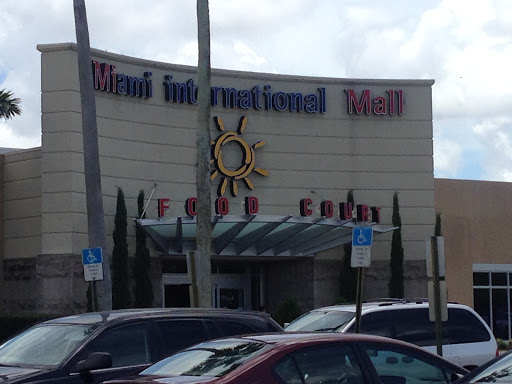 Miami international Mall
FOOD COURT